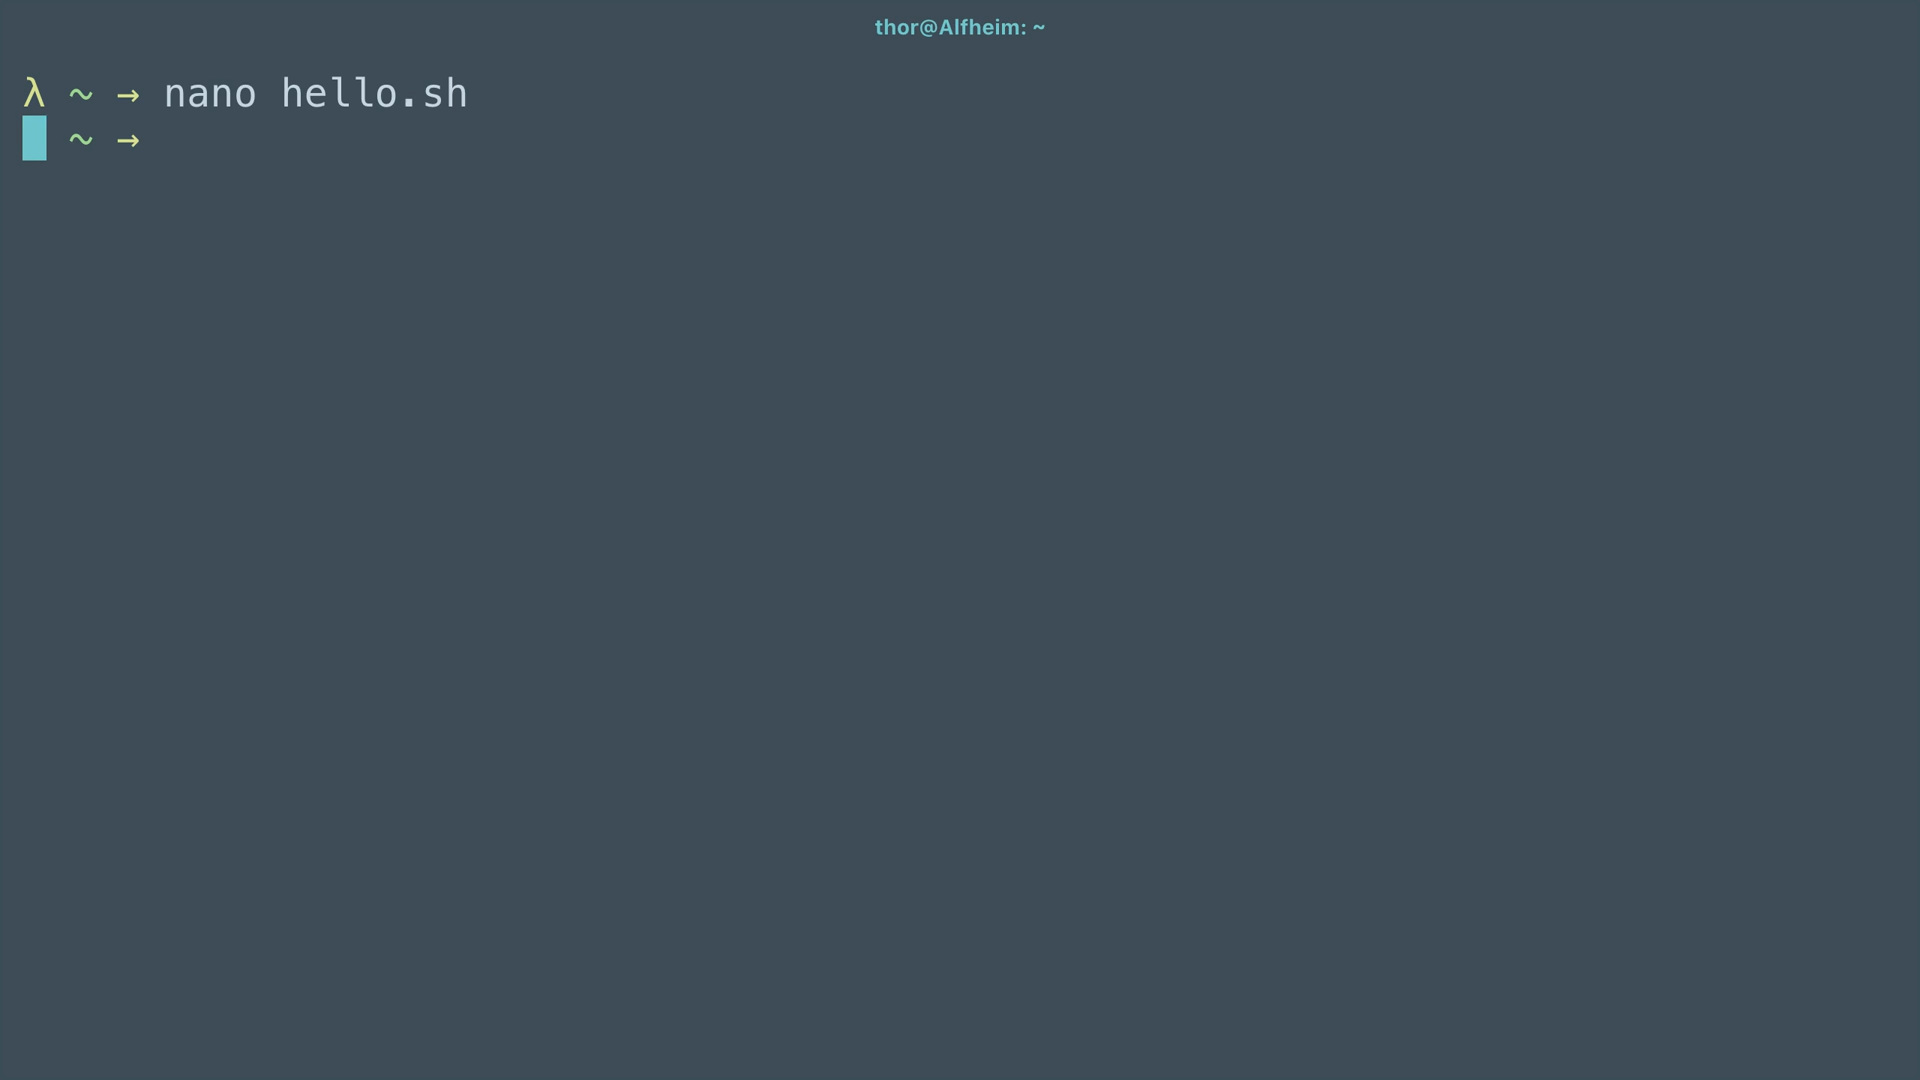 thor@Alfheim: ~
λ ~ → nano hello.sh
~ →